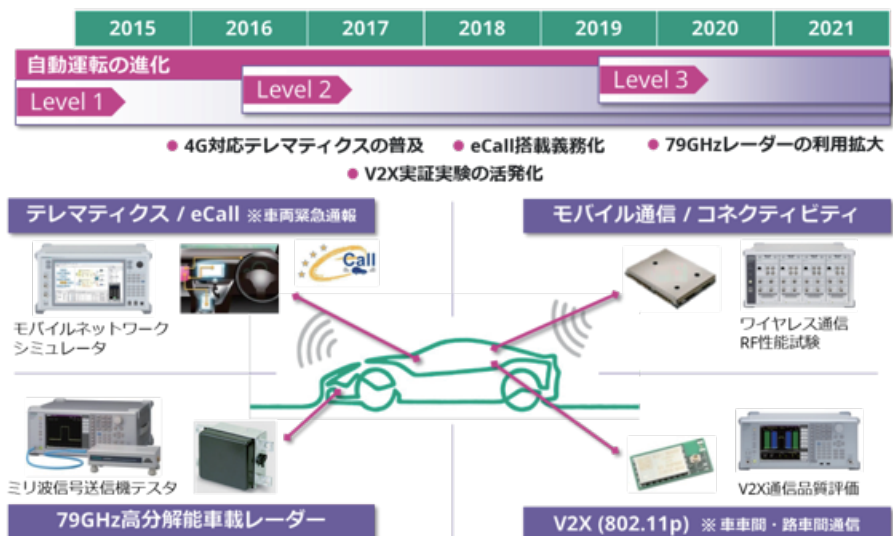 2015 2016 2017 2018 2019 2020 2021
自動運転の進化
Level 1
Level 2
Level 3
● 4G対応テレマティクスの普及 ● eCall搭載義務化 ● 79GHzレーダーの利用拡大
● V2X実証実験の活発化
テレマティクス / eCall ※車両緊急通報
モバイル通信 / コネクティビティ
eCall
モバイルネットワーク
シミュレータ
ワイヤレス通信
RF性能試験
ミリ波信号送信機テスタ
V2X通信品質評価
79GHz高分解能車載レーダー
V2X (802.11p) ※ 車車間・路車間通信